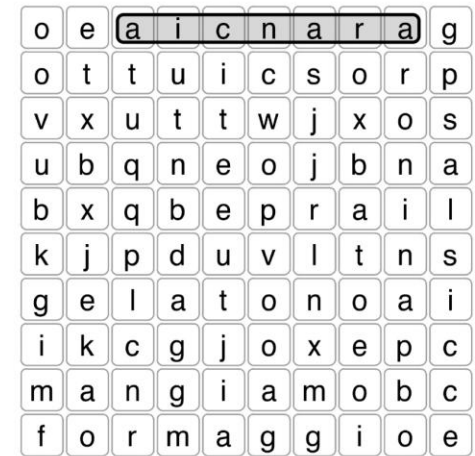 o e a i c n a r a g
o t t u i c s o r p
v x u t t w j x o s
u b q n e o j b n a
b x q b e p r a i l
k j p d u v l t n s
g e l a t o n o a i
i k c g j o x e p c
m a n g i a m o b c
f o r m a g g i o e